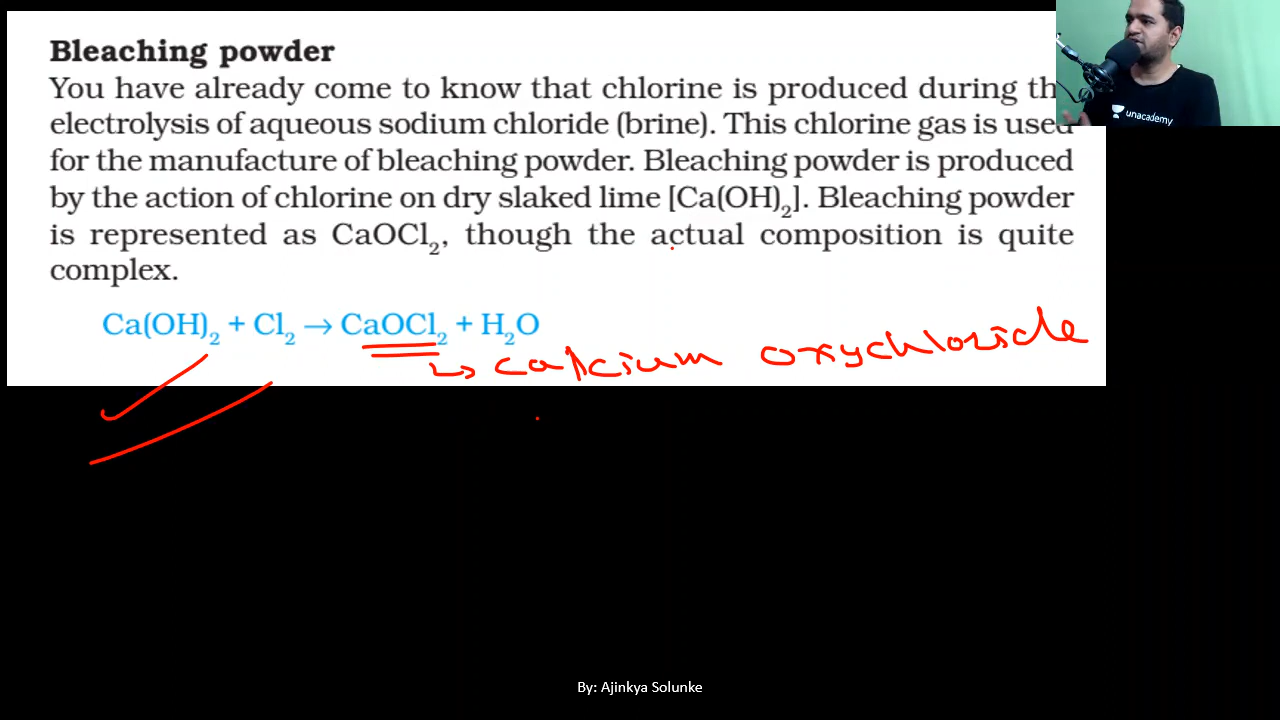 Bleaching powder
You have already come to know that chlorine is produced during th
electrolysis of aqueous sodium chloride (brine). This chlorine gas is used
for the manufacture of bleaching powder. Bleaching powder is produced
by the action of chlorine on dry slaked lime [Ca(OH)₂]. Bleaching powder
is represented as CaOCl₂, though the actual composition is quite
complex.
Ca(OH)₂ + Cl₂ → CaOCl₂ + H₂O
↳ calcium oxychloride
unacademy
By: Ajinkya Solunke